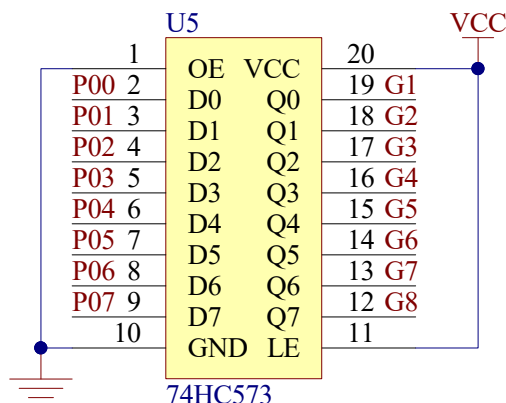 U5 VCC
1 OE VCC 20
P00 2 D0 Q0 19 G1
P01 3 D1 Q1 18 G2
P02 4 D2 Q2 17 G3
P03 5 D3 Q3 16 G4
P04 6 D4 Q4 15 G5
P05 7 D5 Q5 14 G6
P06 8 D6 Q6 13 G7
P07 9 D7 Q7 12 G8
10 GND LE 11
74HC573